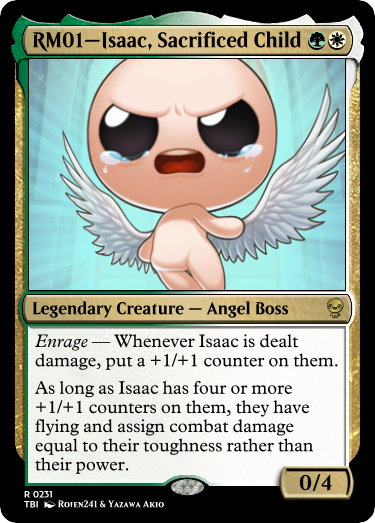 RM01—Isaac, Sacrificed Child
Legendary Creature — Angel Boss
Enrage — Whenever Isaac is dealt
damage, put a +1/+1 counter on them.
As long as Isaac has four or more
+1/+1 counters on them, they have
flying and assign combat damage
equal to their toughness rather than
their power.
0/4
R 0231
TBI Rofen241 & Yazawa Akio